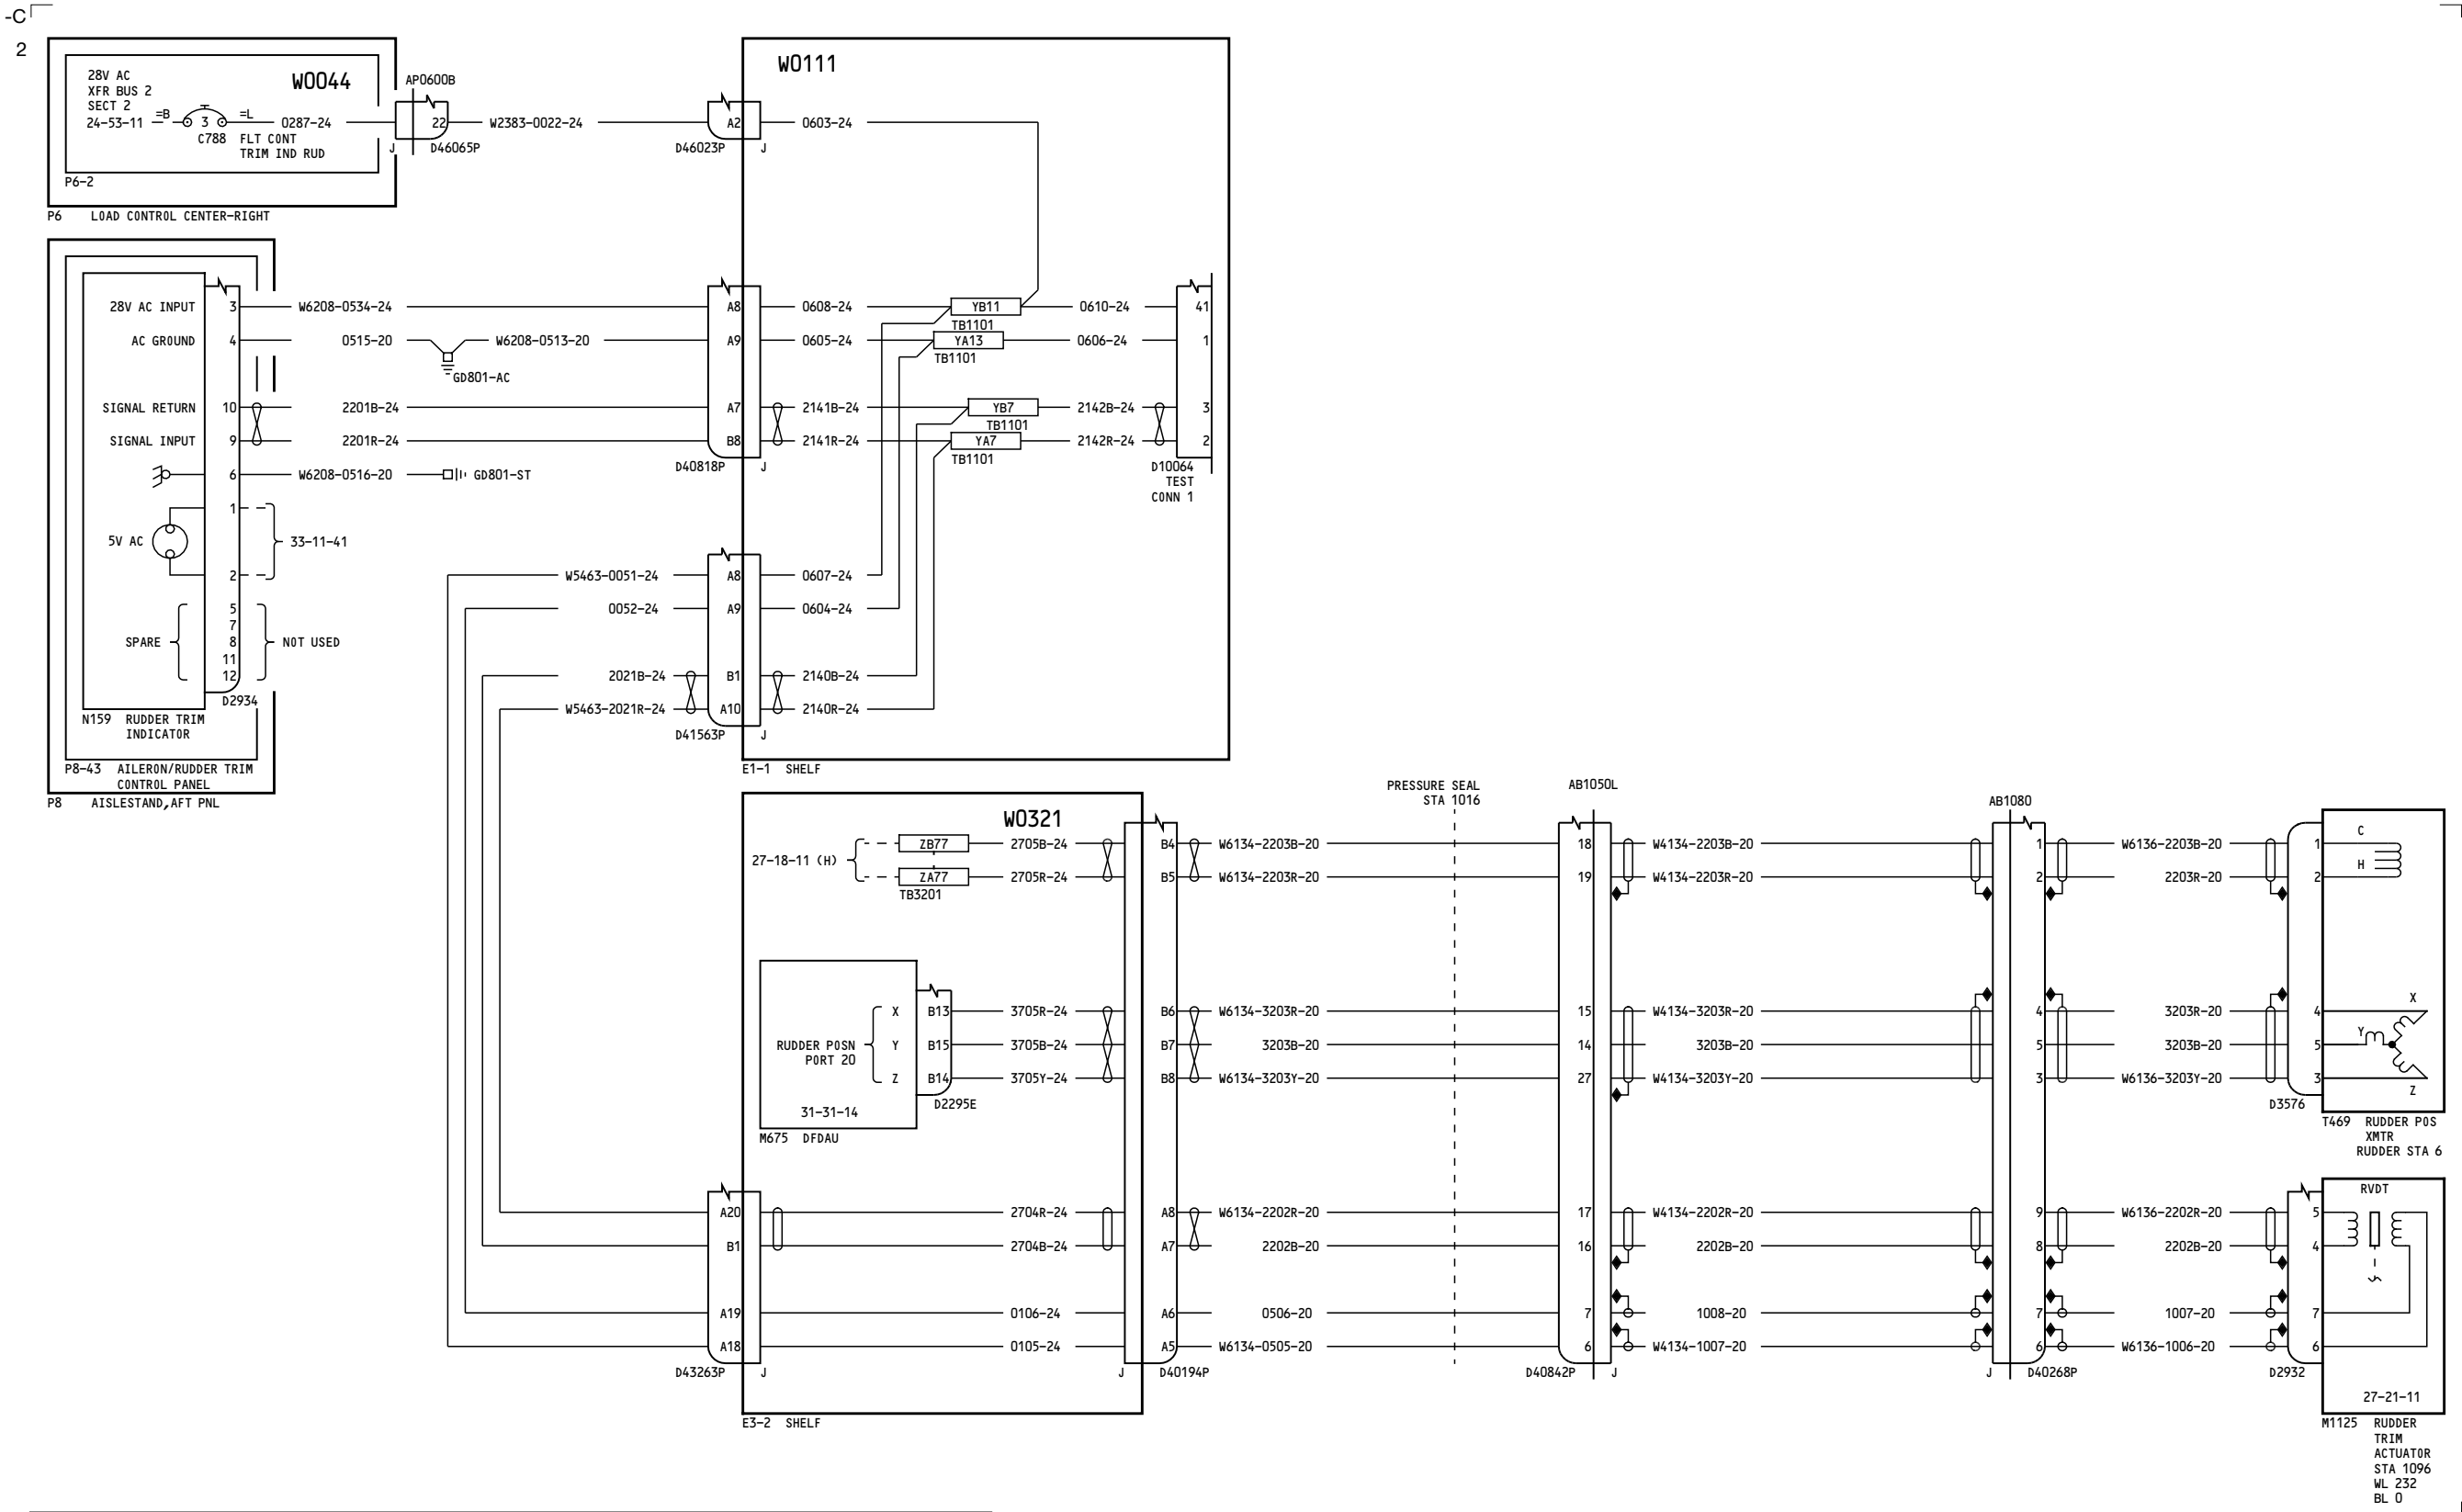 -C
2
28V AC
XFR BUS 2
SECT 2
24-53-11
=B
3
=L
0287-24
C788
FLT CONT
TRIM IND RUD
W0044
P6-2
P6 LOAD CONTROL CENTER-RIGHT
AP0600B
22
J
D46065P
W2383-0022-24
A2
D46023P J
W0111
0603-24
28V AC INPUT 3 W6208-0534-24 A8 0608-24 YB11 0610-24 41
TB1101
AC GROUND 4 0515-20 W6208-0513-20 A9 0605-24 YA13 0606-24 1
TB1101
GD801-AC
SIGNAL RETURN 10 2201B-24 A7 2141B-24 YB7 2142B-24 3
TB1101
SIGNAL INPUT 9 2201R-24 B8 2141R-24 YA7 2142R-24 2
TB1101
D40818P J
D10064
TEST
CONN 1
6 W6208-0516-20 GD801-ST
1
5V AC 33-11-41
2
W5463-0051-24 A8 0607-24
0052-24 A9 0604-24
2021B-24 B1 2140B-24
W5463-2021R-24 A10 2140R-24
D41563P J
SPARE
5
7
8
11
12
NOT USED
D2934
N159 RUDDER TRIM
INDICATOR
P8-43 AILERON/RUDDER TRIM
CONTROL PANEL
P8 AISLESTAND,AFT PNL
E1-1 SHELF
W0321
PRESSURE SEAL
STA 1016
AB1050L
AB1080
27-18-11 (H)
ZB77 2705B-24 B4 W6134-2203B-20 18 W4134-2203B-20 1 W6136-2203B-20 1
ZA77 2705R-24 B5 W6134-2203R-20 19 W4134-2203R-20 2 2203R-20 2
TB3201
C
H
RUDDER POSN
PORT 20
X B13 3705R-24 B6 W6134-3203R-20 15 W4134-3203R-20 4 3203R-20 4 X
Y B15 3705B-24 B7 3203B-20 14 3203B-20 5 3203B-20 5 Y
Z B14 3705Y-24 B8 W6134-3203Y-20 27 W4134-3203Y-20 3 W6136-3203Y-20 3 Z
31-31-14
D2295E
M675 DFDAU
D3576
T469 RUDDER POS
XMTR
RUDDER STA 6
RVDT
A20 2704R-24 A8 W6134-2202R-20 17 W4134-2202R-20 9 W6136-2202R-20 5
B1 2704B-24 A7 2202B-20 16 2202B-20 8 2202B-20 4
A19 0106-24 A6 0506-20 7 1008-20 7 1007-20 7
A18 0105-24 A5 W6134-0505-20 6 W4134-1007-20 6 W6136-1006-20 6
D43263P J
J D40194P
D40842P J
J D40268P
D2932
27-21-11
E3-2 SHELF
M1125 RUDDER
TRIM
ACTUATOR
STA 1096
WL 232
BL 0